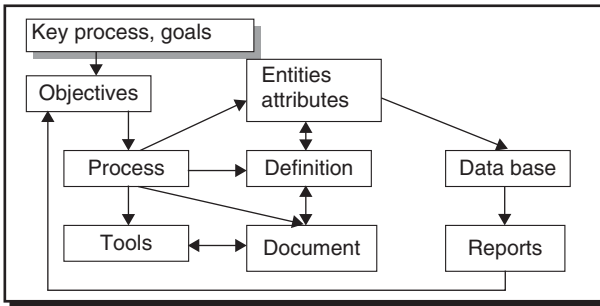 Key process, goals
Objectives
Entities
attributes
Process
Definition
Data base
Tools
Document
Reports